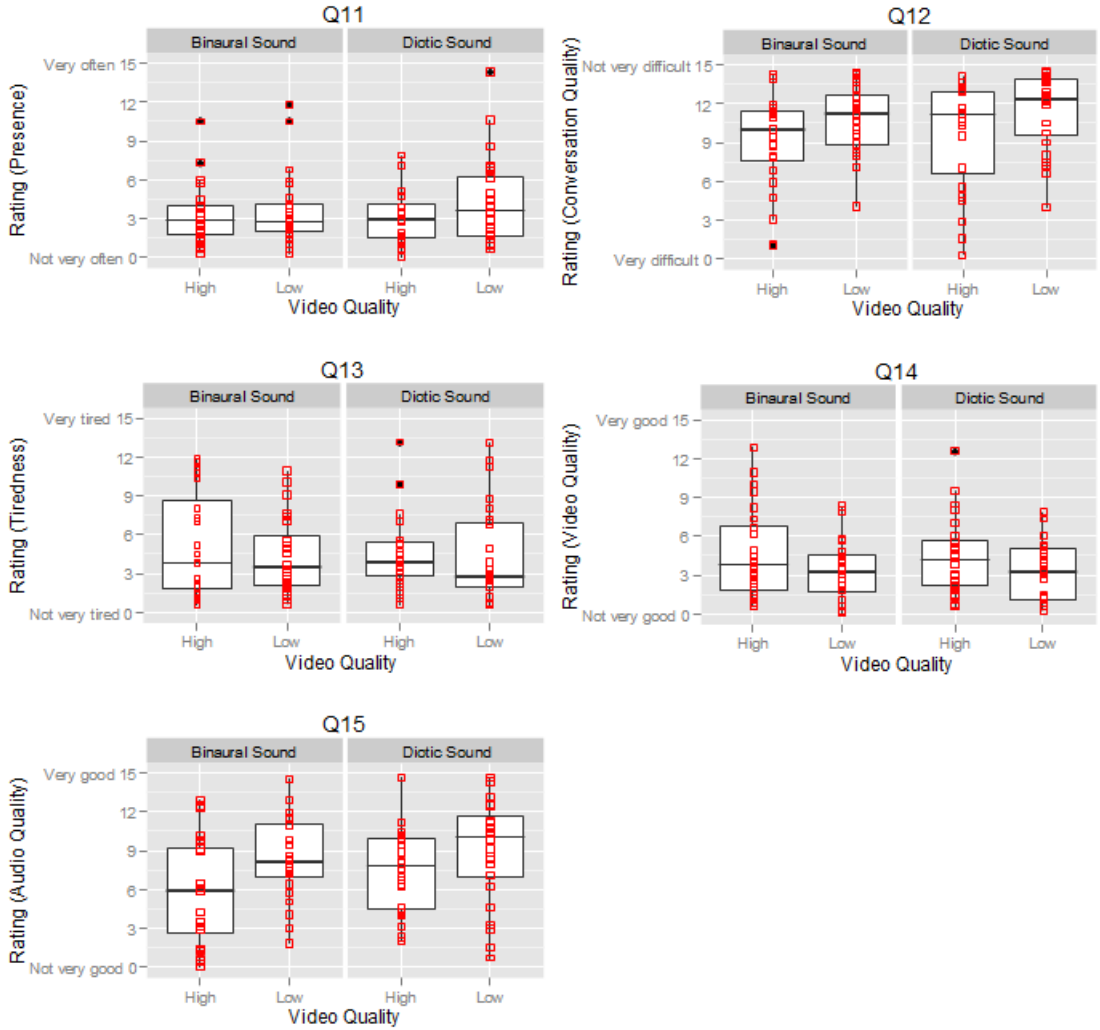 Q11
Binaural Sound
Diotic Sound
Rating (Presence)
Very often 15
12
9
6
3
Not very often 0
High
Low
High
Low
Video Quality
Q12
Binaural Sound
Diotic Sound
Rating (Conversation Quality)
Not very difficult 15
12
9
6
3
Very difficult 0
High
Low
High
Low
Video Quality
Q13
Binaural Sound
Diotic Sound
Rating (Tiredness)
Very tired 15
12
9
6
3
Not very tired 0
High
Low
High
Low
Video Quality
Q14
Binaural Sound
Diotic Sound
Rating (Video Quality)
Very good 15
12
9
6
3
Not very good 0
High
Low
High
Low
Video Quality
Q15
Binaural Sound
Diotic Sound
Rating (Audio Quality)
Very good 15
12
9
6
3
Not very good 0
High
Low
High
Low
Video Quality